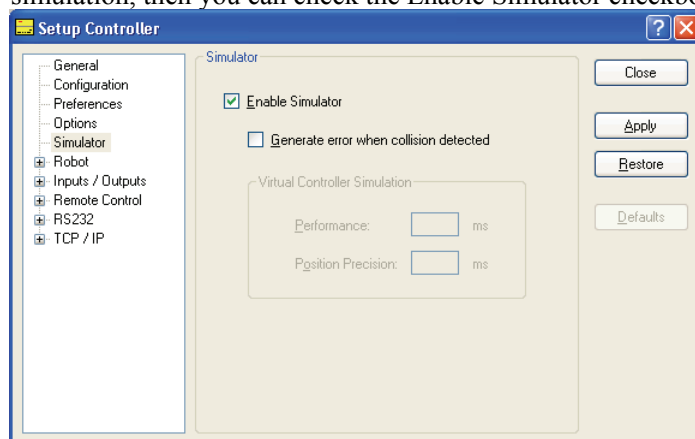 simulation, then you can check the Enable Simulator checkbo
Setup Controller
General
Configuration
Preferences
Options
Simulator
Robot
Inputs / Outputs
Remote Control
RS232
TCP / IP
Simulator
Enable Simulator
Generate error when collision detected
Virtual Controller Simulation
Performance: ms
Position Precision: ms
Close
Apply
Restore
Defaults